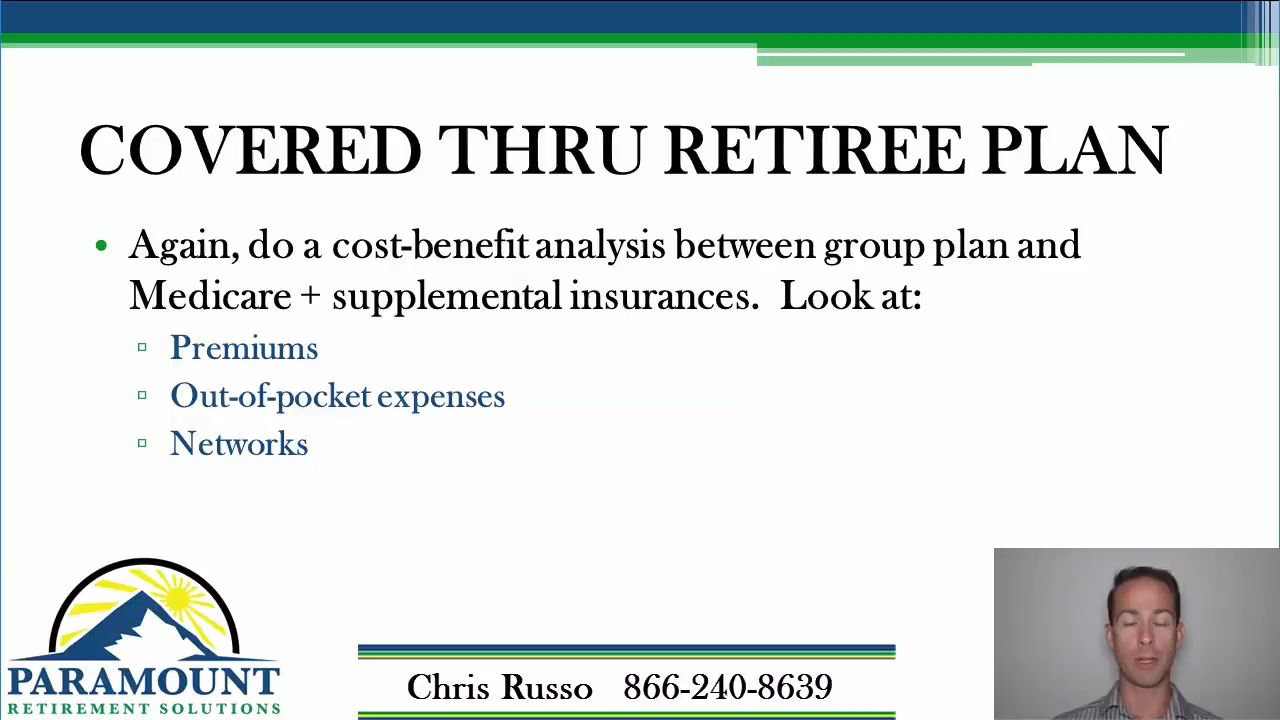 COVERED THRU RETIREE PLAN
• Again, do a cost-benefit analysis between group plan and
Medicare + supplemental insurances. Look at:
▫ Premiums
▫ Out-of-pocket expenses
▫ Networks
PARAMOUNT
RETIREMENT SOLUTIONS
Chris Russo 866-240-8639